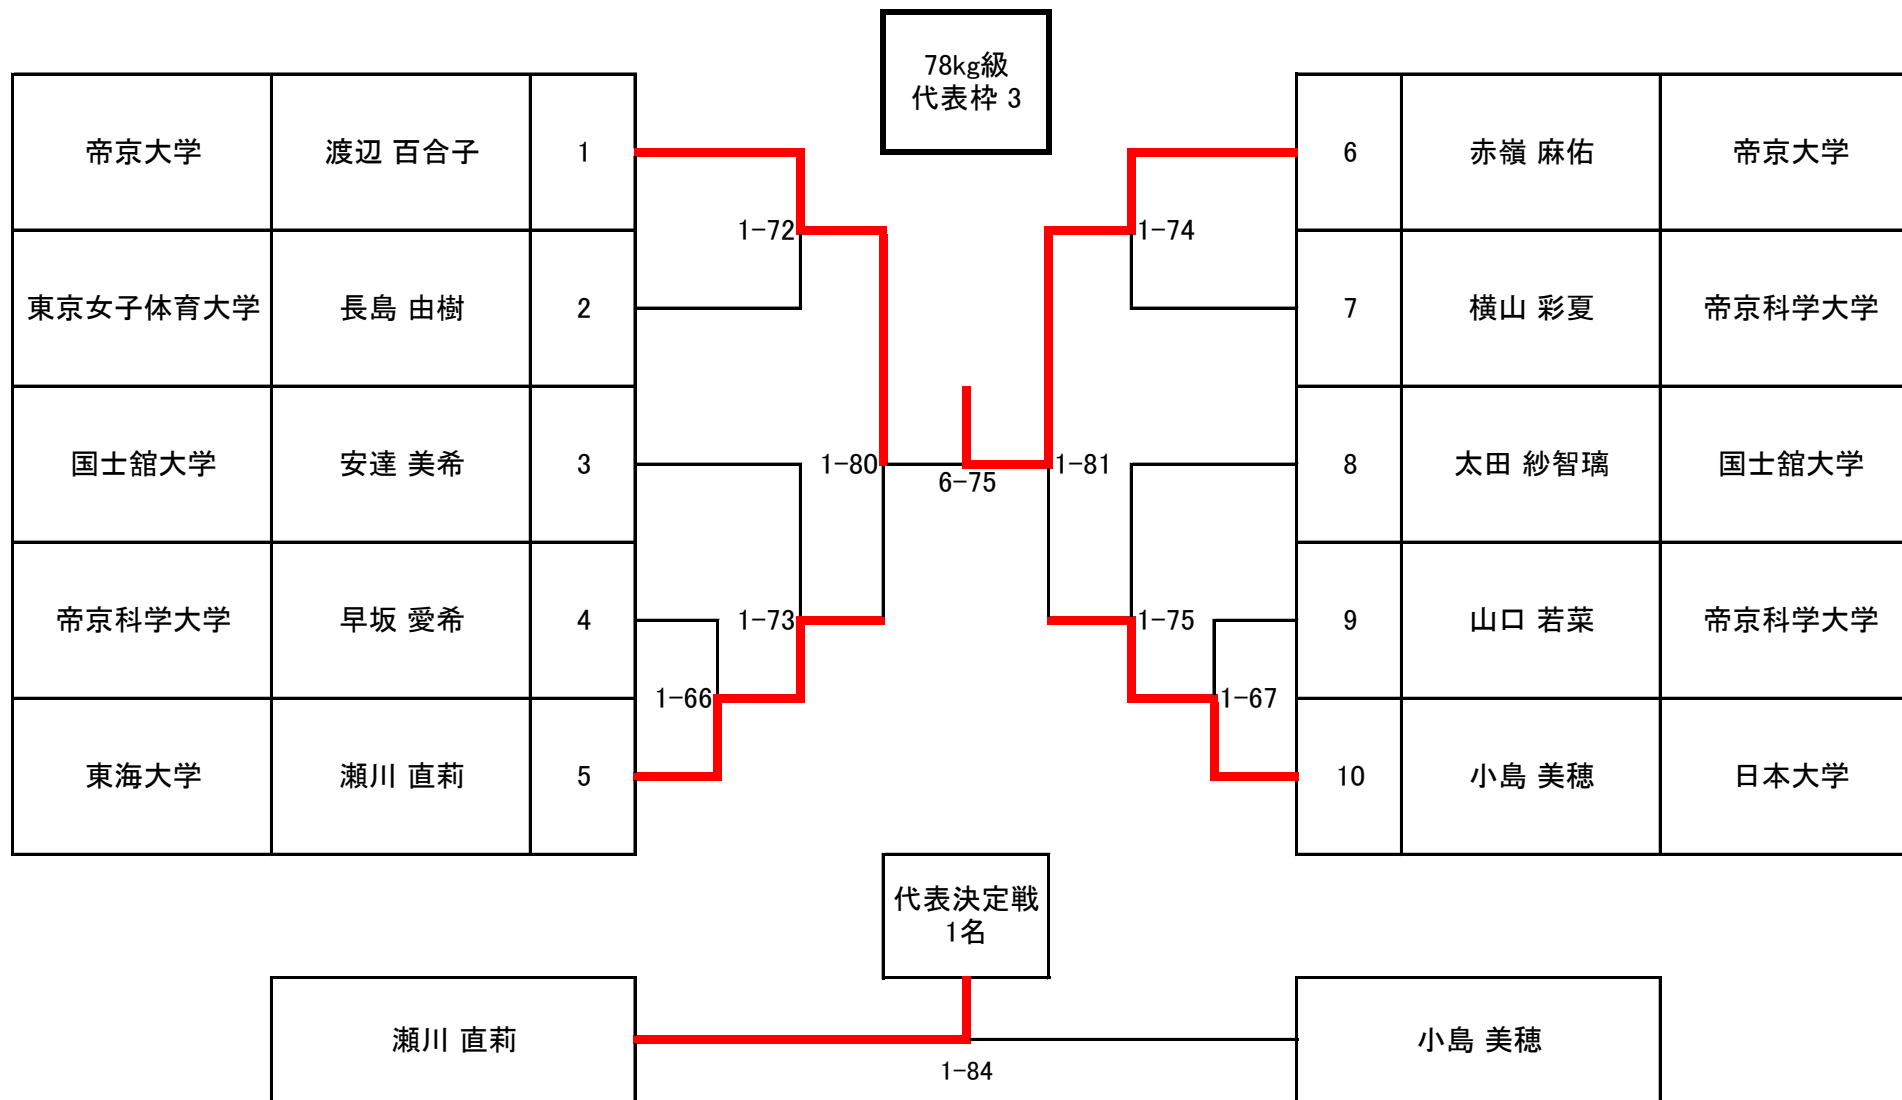 78kg級
代表枠 3
帝京大学 渡辺 百合子 1
東京女子体育大学 長島 由樹 2
国士舘大学 安達 美希 3
帝京科学大学 早坂 愛希 4
東海大学 瀬川 直莉 5
6 赤嶺 麻佑 帝京大学
7 横山 彩夏 帝京科学大学
8 太田 紗智璃 国士舘大学
9 山口 若菜 帝京科学大学
10 小島 美穂 日本大学
1-72
1-74
1-80
6-75
1-81
1-73
1-75
1-66
1-67
代表決定戦
1名
瀬川 直莉
小島 美穂
1-84